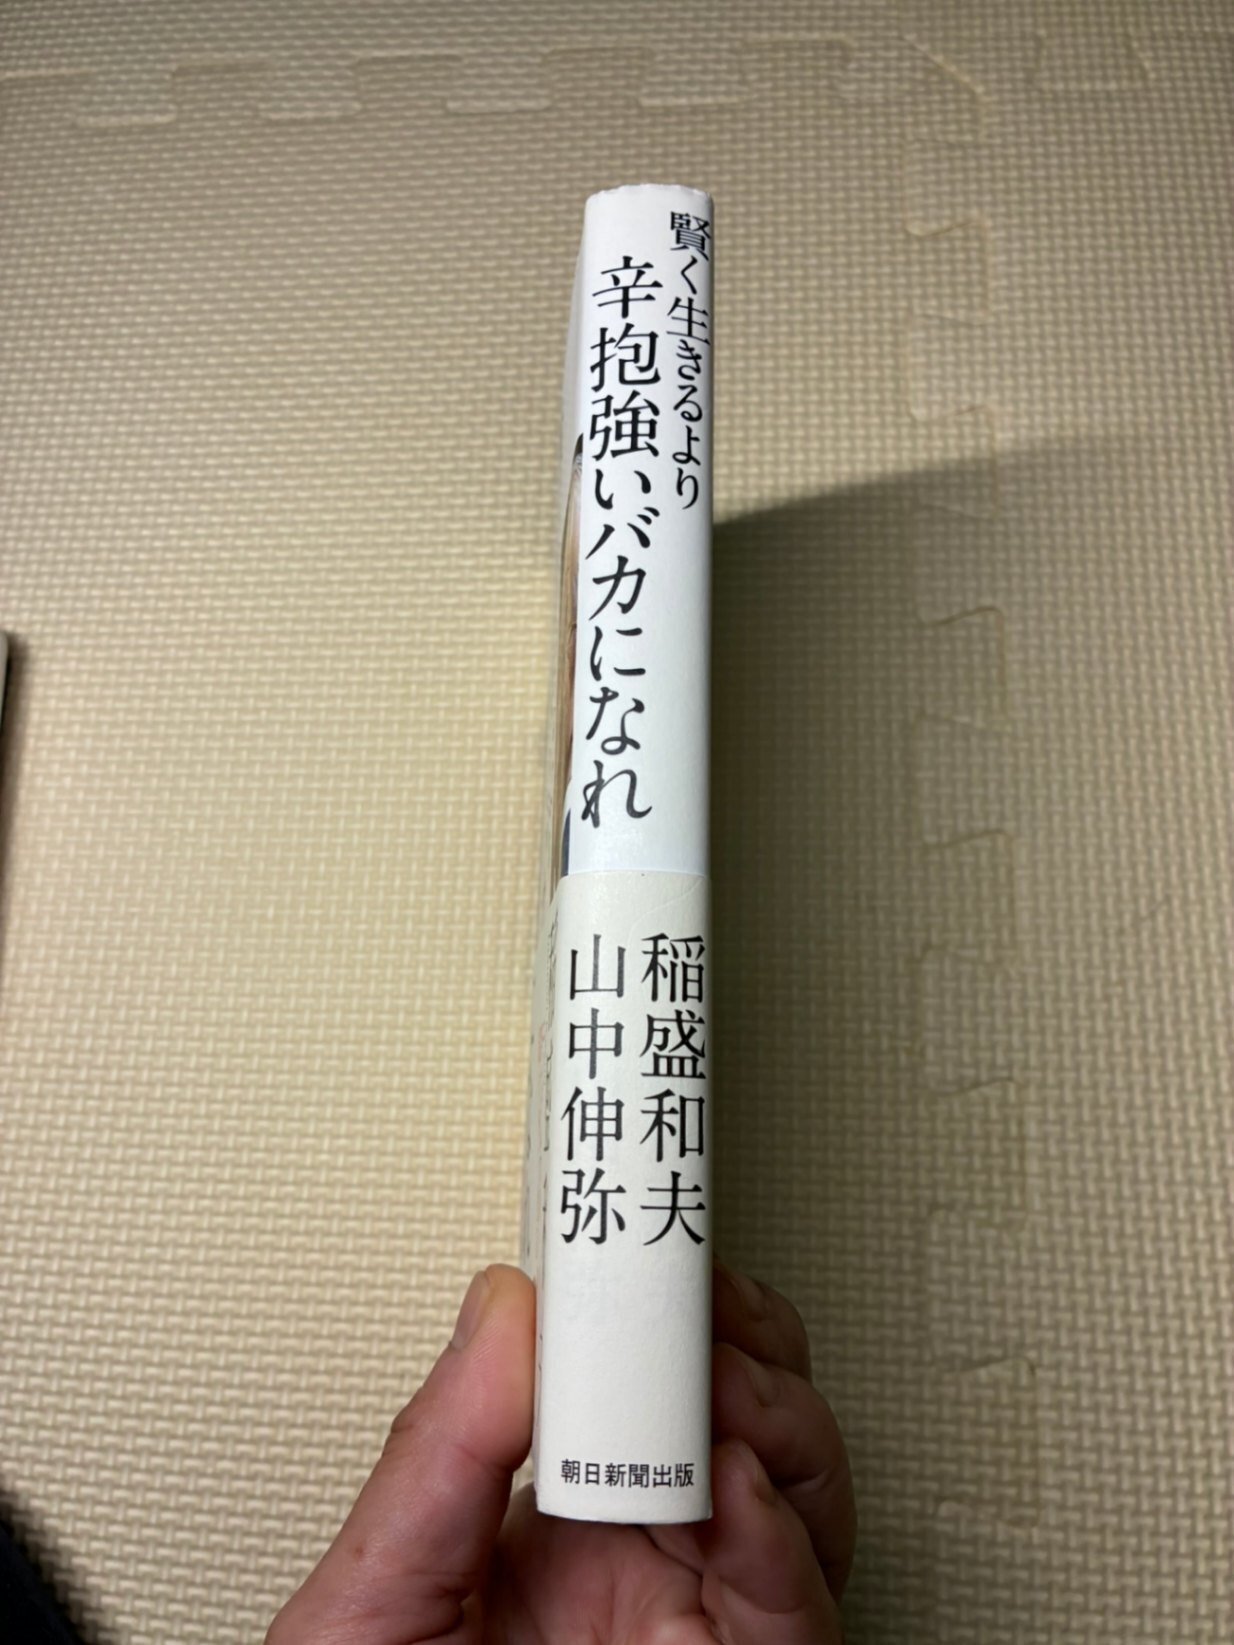 賢く生きるより
辛抱強いバカになれ
稲盛和夫
山中伸弥
朝日新聞出版